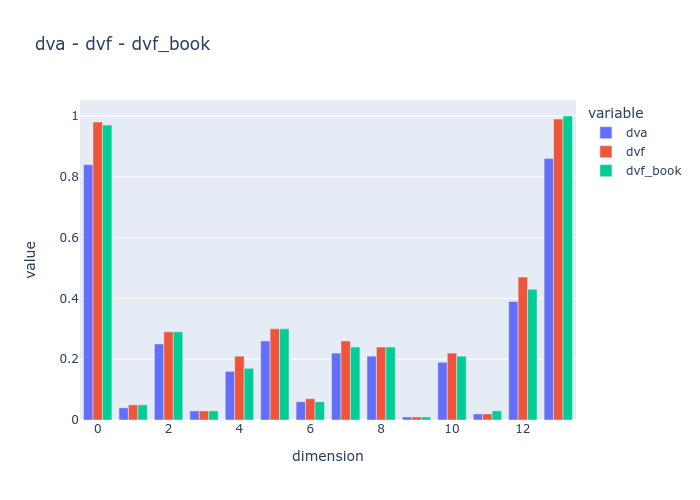 dva - dvf - dvf_book
variable
dva
dvf
dvf_book
value
1
0.8
0.6
0.4
0.2
0
0 2 4 6 8 10 12
dimension